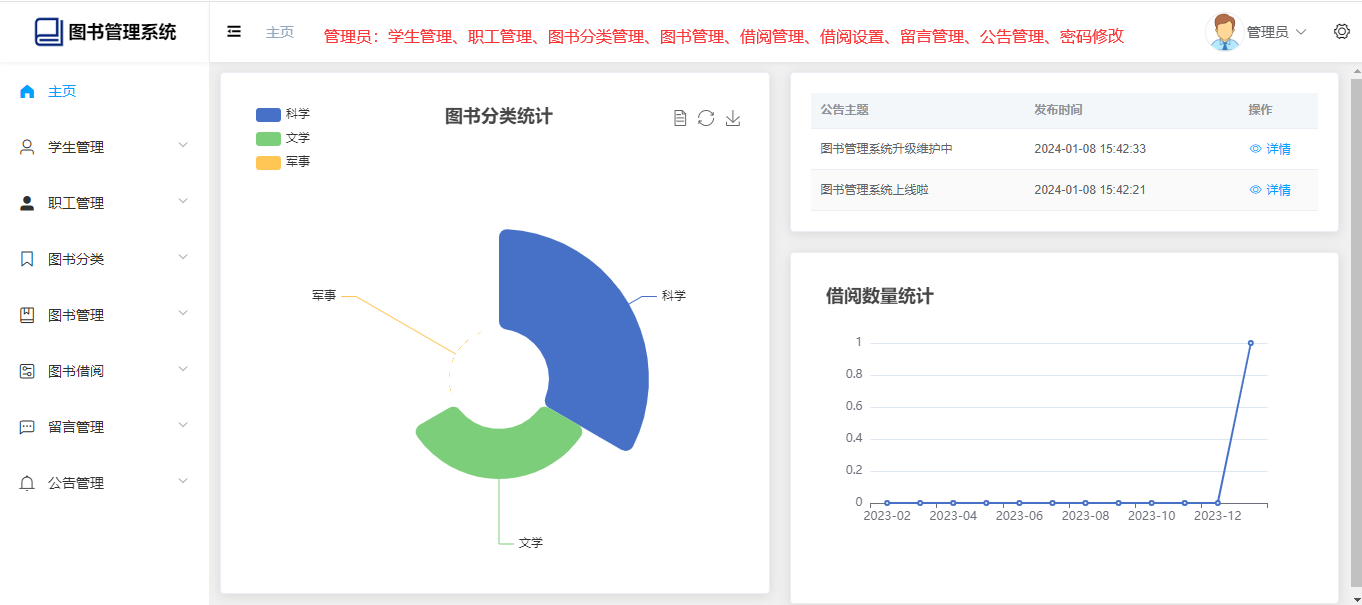 图书管理系统
主页
管理员：学生管理、职工管理、图书分类管理、图书管理、借阅管理、借阅设置、留言管理、公告管理、密码修改
管理员
主页
学生管理
职工管理
图书分类
图书管理
图书借阅
留言管理
公告管理
图书分类统计
科学
文学
军事
军事
科学
文学
公告主题 发布时间 操作
图书管理系统升级维护中 2024-01-08 15:42:33 详情
图书管理系统上线啦 2024-01-08 15:42:21 详情
借阅数量统计
1
0.8
0.6
0.4
0.2
0
2023-02 2023-04 2023-06 2023-08 2023-10 2023-12